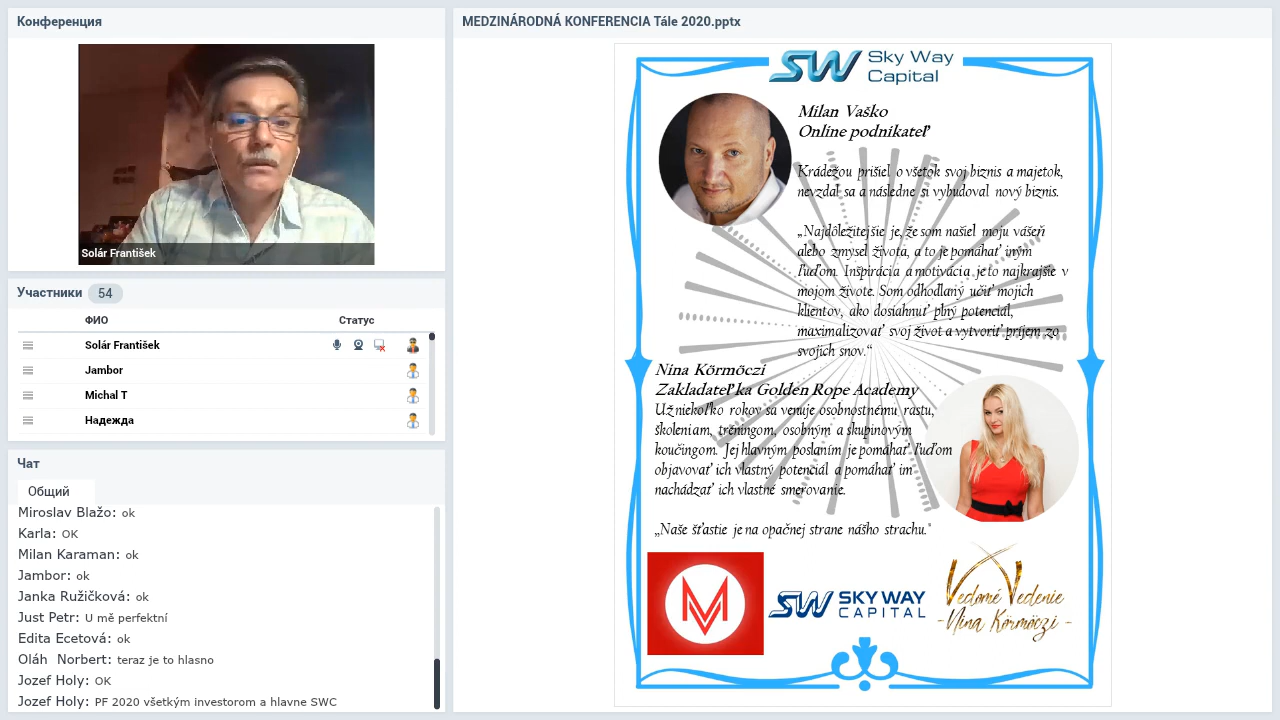 Конференция
Solár František
Участники 54
ФИО Статус
Solár František
Jambor
Michal T
Надежда
Чат
Общий
Miroslav Blažo: ok
Karla: OK
Milan Karaman: ok
Jambor: ok
Janka Ružičková: ok
Just Petr: U mě perfektní
Edita Ecetová: ok
Oláh Norbert: teraz je to hlasno
Jozef Holy: OK
Jozef Holy: PF 2020 všetkým investorom a hlavne SWC
MEDZINÁRODNÁ KONFERENCIA Tále 2020.pptx
SW Sky Way
Capital
Milan Vaško
Online podnikateľ
Krádežou prišiel o všetok svoj biznis a majetok,
nevzdal sa a následne si vybudoval nový biznis.
„Najdôležitejšie je, že som našiel moju vášeň
alebo zmysel života, a to je pomáhať iným
ľuďom. Inšpirácia a motivácia je to najkrajšie v
mojom živote. Som odhodlaný učiť mojich
klientov, ako dosiahnuť plný potenciál,
maximalizovať svoj život a vytvoriť príjem zo
svojich snov.“
Nina Körmöczi
Zakladateľka Golden Rope Academy
Už niekoľko rokov sa venuje osobnostnému rastu,
školeniam, tréningom, osobným a skupinovým
koučingom. Jej hlavným poslaním je pomáhať ľuďom
objavovať ich vlastný potenciál a pomáhať im
nachádzať ich vlastné smerovanie.
„Naše šťastie je na opačnej strane nášho strachu."
SW SKY WAY
CAPITAL
Vedomé Vedenie
- Nina Körmöczi -